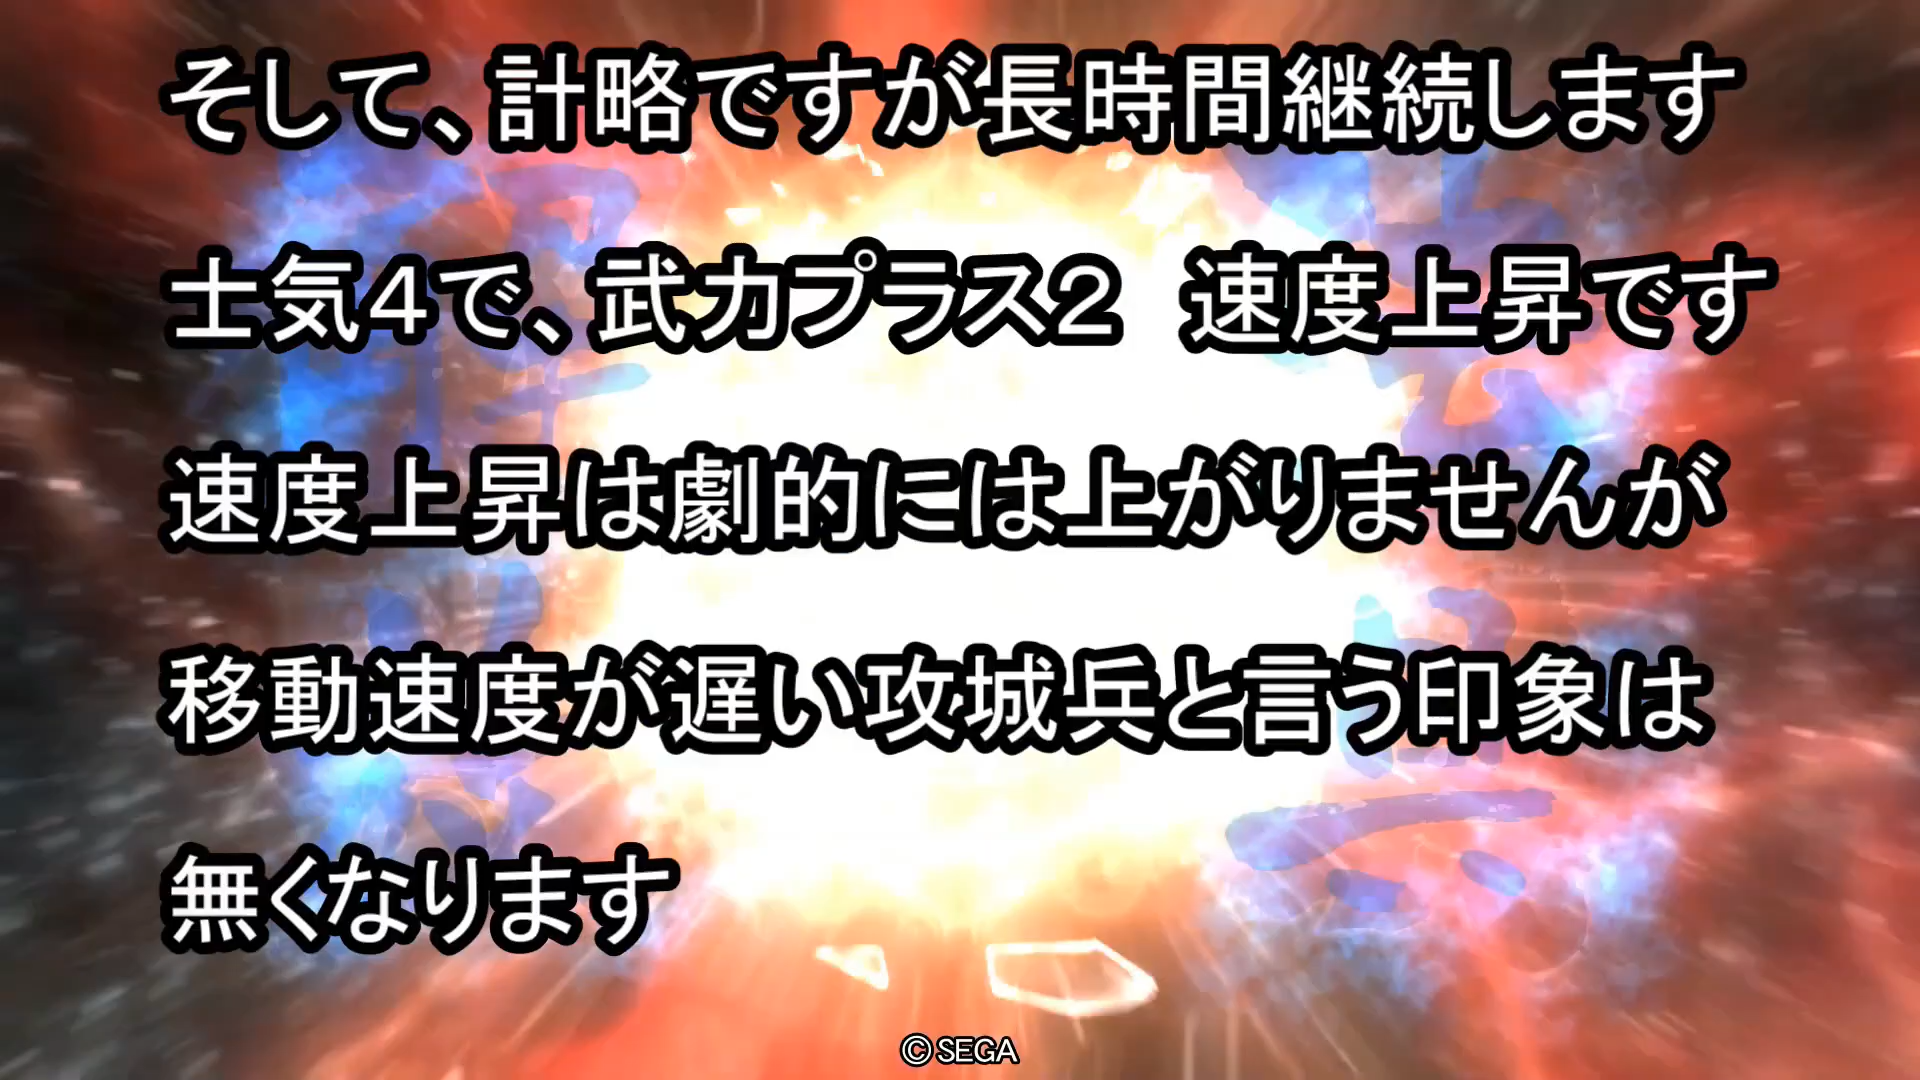 そして、計略ですが長時間継続します
士気４で、武力プラス２　速度上昇です
速度上昇は劇的には上がりませんが
移動速度が遅い攻城兵と言う印象は
無くなります
© SEGA